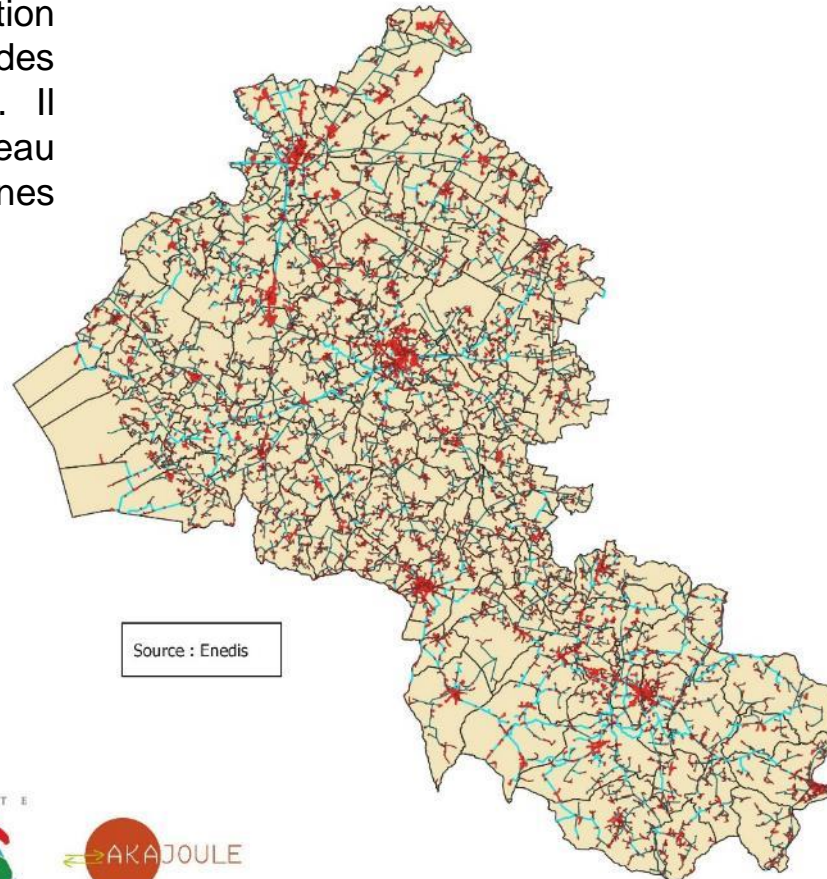 tion
des
. Il
eau
nes
Source : Enedis
T E
AKAJOULE